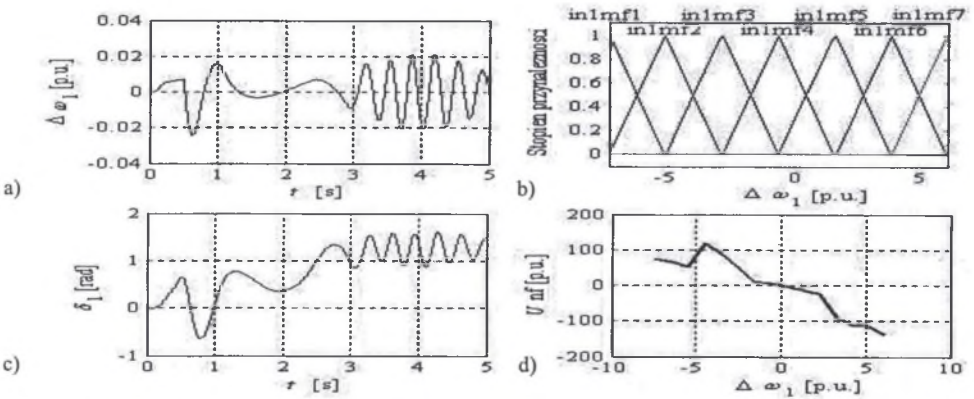 a)
Δ ω₁ [p.u.]
0.04
0.02
0
-0.02
-0.04
0 1 2 3 4 5
t [s]
b)
in1mf1 in1mf3 in1mf5 in1mf7
in1mf2 in1mf4 in1mf6
Stopien przynaleznosci
1
0.8
0.6
0.4
0.2
0
-5 0 5
Δ ω₁ [p.u.]
c)
δ₁ [rad]
2
1
0
-1
0 1 2 3 4 5
t [s]
d)
U nf [p.u.]
200
100
0
-100
-200
-10 -5 0 5 10
Δ ω₁ [p.u.]